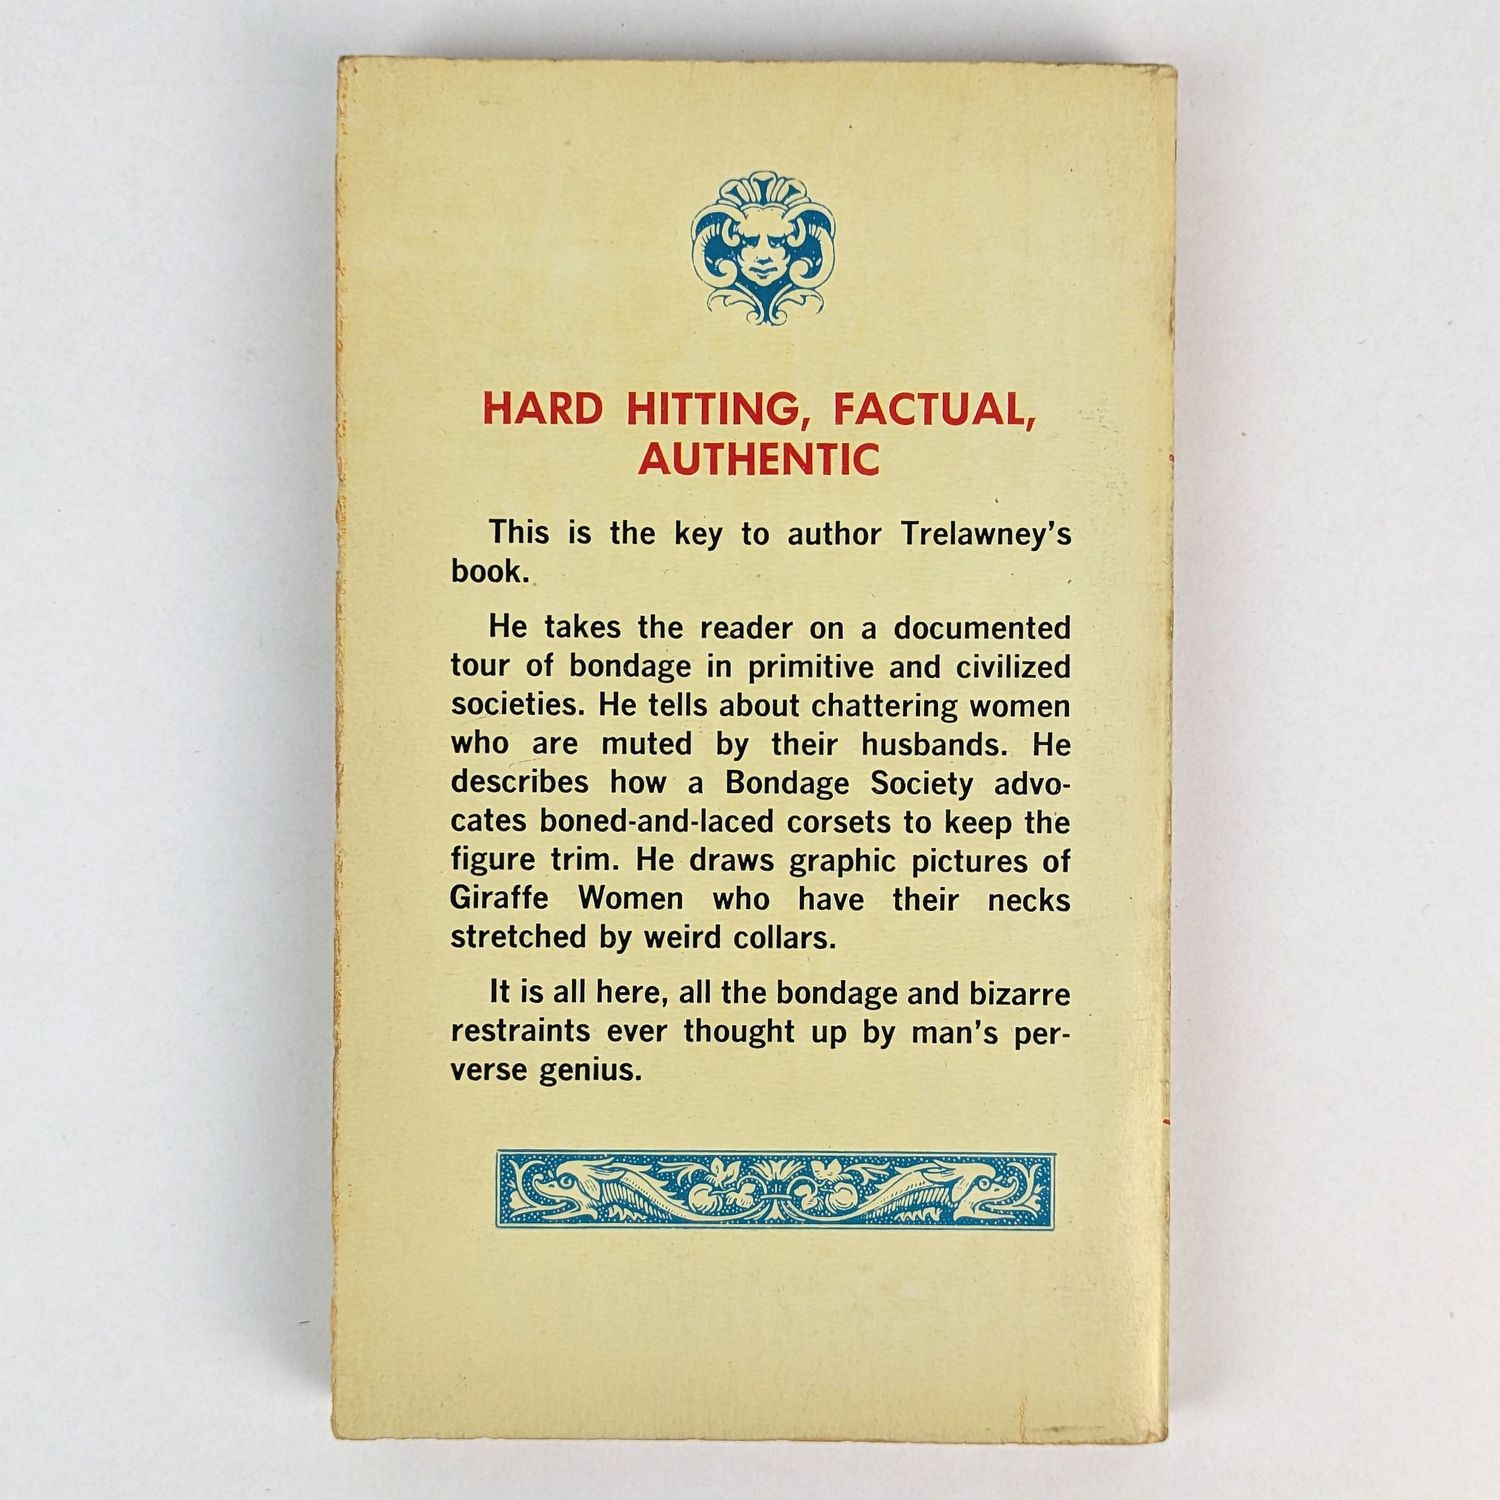 HARD HITTING, FACTUAL,
AUTHENTIC
This is the key to author Trelawney's
book.
He takes the reader on a documented
tour of bondage in primitive and civilized
societies. He tells about chattering women
who are muted by their husbands. He
describes how a Bondage Society advo-
cates boned-and-laced corsets to keep the
figure trim. He draws graphic pictures of
Giraffe Women who have their necks
stretched by weird collars.
It is all here, all the bondage and bizarre
restraints ever thought up by man's per-
verse genius.